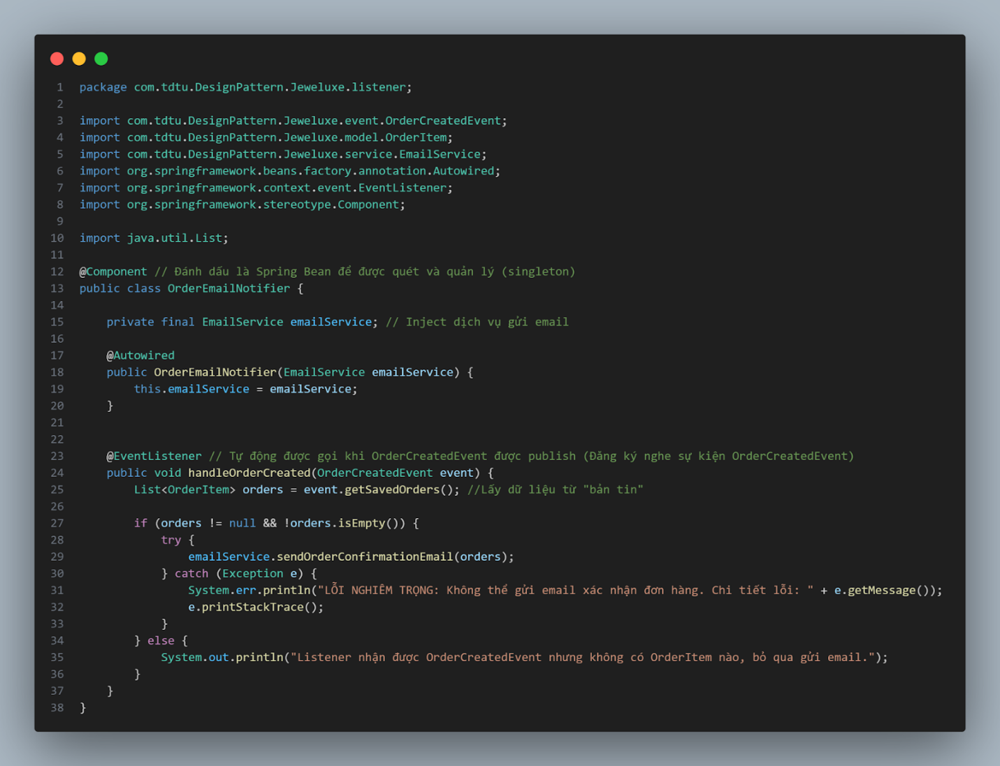 1 package com.tdtu.DesignPattern.Jeweluxe.listener;
2
3 import com.tdtu.DesignPattern.Jeweluxe.event.OrderCreatedEvent;
4 import com.tdtu.DesignPattern.Jeweluxe.model.OrderItem;
5 import com.tdtu.DesignPattern.Jeweluxe.service.EmailService;
6 import org.springframework.beans.factory.annotation.Autowired;
7 import org.springframework.context.event.EventListener;
8 import org.springframework.stereotype.Component;
9
10 import java.util.List;
11
12 @Component // Đánh dấu là Spring Bean để được quét và quản lý (singleton)
13 public class OrderEmailNotifier {
14
15     private final EmailService emailService; // Inject dịch vụ gửi email
16
17     @Autowired
18     public OrderEmailNotifier(EmailService emailService) {
19         this.emailService = emailService;
20     }
21
22
23     @EventListener // Tự động được gọi khi OrderCreatedEvent được publish (Đăng ký nghe sự kiện OrderCreatedEvent)
24     public void handleOrderCreated(OrderCreatedEvent event) {
25         List<OrderItem> orders = event.getSavedOrders(); //Lấy dữ liệu từ "bản tin"
26
27         if (orders != null && !orders.isEmpty()) {
28             try {
29                 emailService.sendOrderConfirmationEmail(orders);
30             } catch (Exception e) {
31                 System.err.println("LỖI NGHIÊM TRỌNG: Không thể gửi email xác nhận đơn hàng. Chi tiết lỗi: " + e.getMessage());
32                 e.printStackTrace();
33             }
34         } else {
35             System.out.println("Listener nhận được OrderCreatedEvent nhưng không có OrderItem nào, bỏ qua gửi email.");
36         }
37     }
38 }